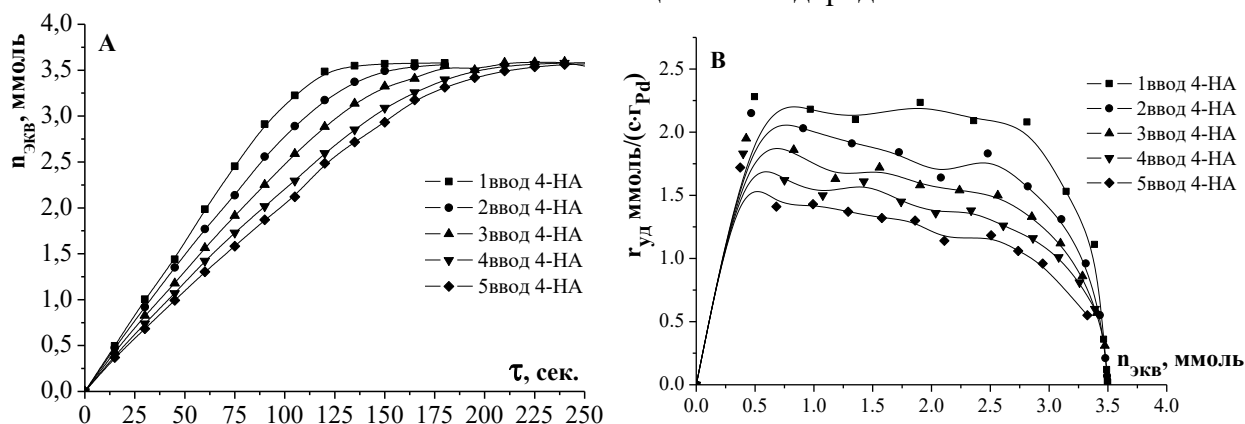 A
n_экв, ммоль
4,0
3,5
3,0
2,5
2,0
1,5
1,0
0,5
0,0
0 25 50 75 100 125 150 175 200 225 250
τ, сек.
1ввод 4-НА
2ввод 4-НА
3ввод 4-НА
4ввод 4-НА
5ввод 4-НА
B
r_уд ммоль/(с·г_Pd)
2.5
2.0
1.5
1.0
0.5
0.0
0.0 0.5 1.0 1.5 2.0 2.5 3.0 3.5 4.0
n_экв, ммоль
1ввод 4-НА
2ввод 4-НА
3ввод 4-НА
4ввод 4-НА
5ввод 4-НА